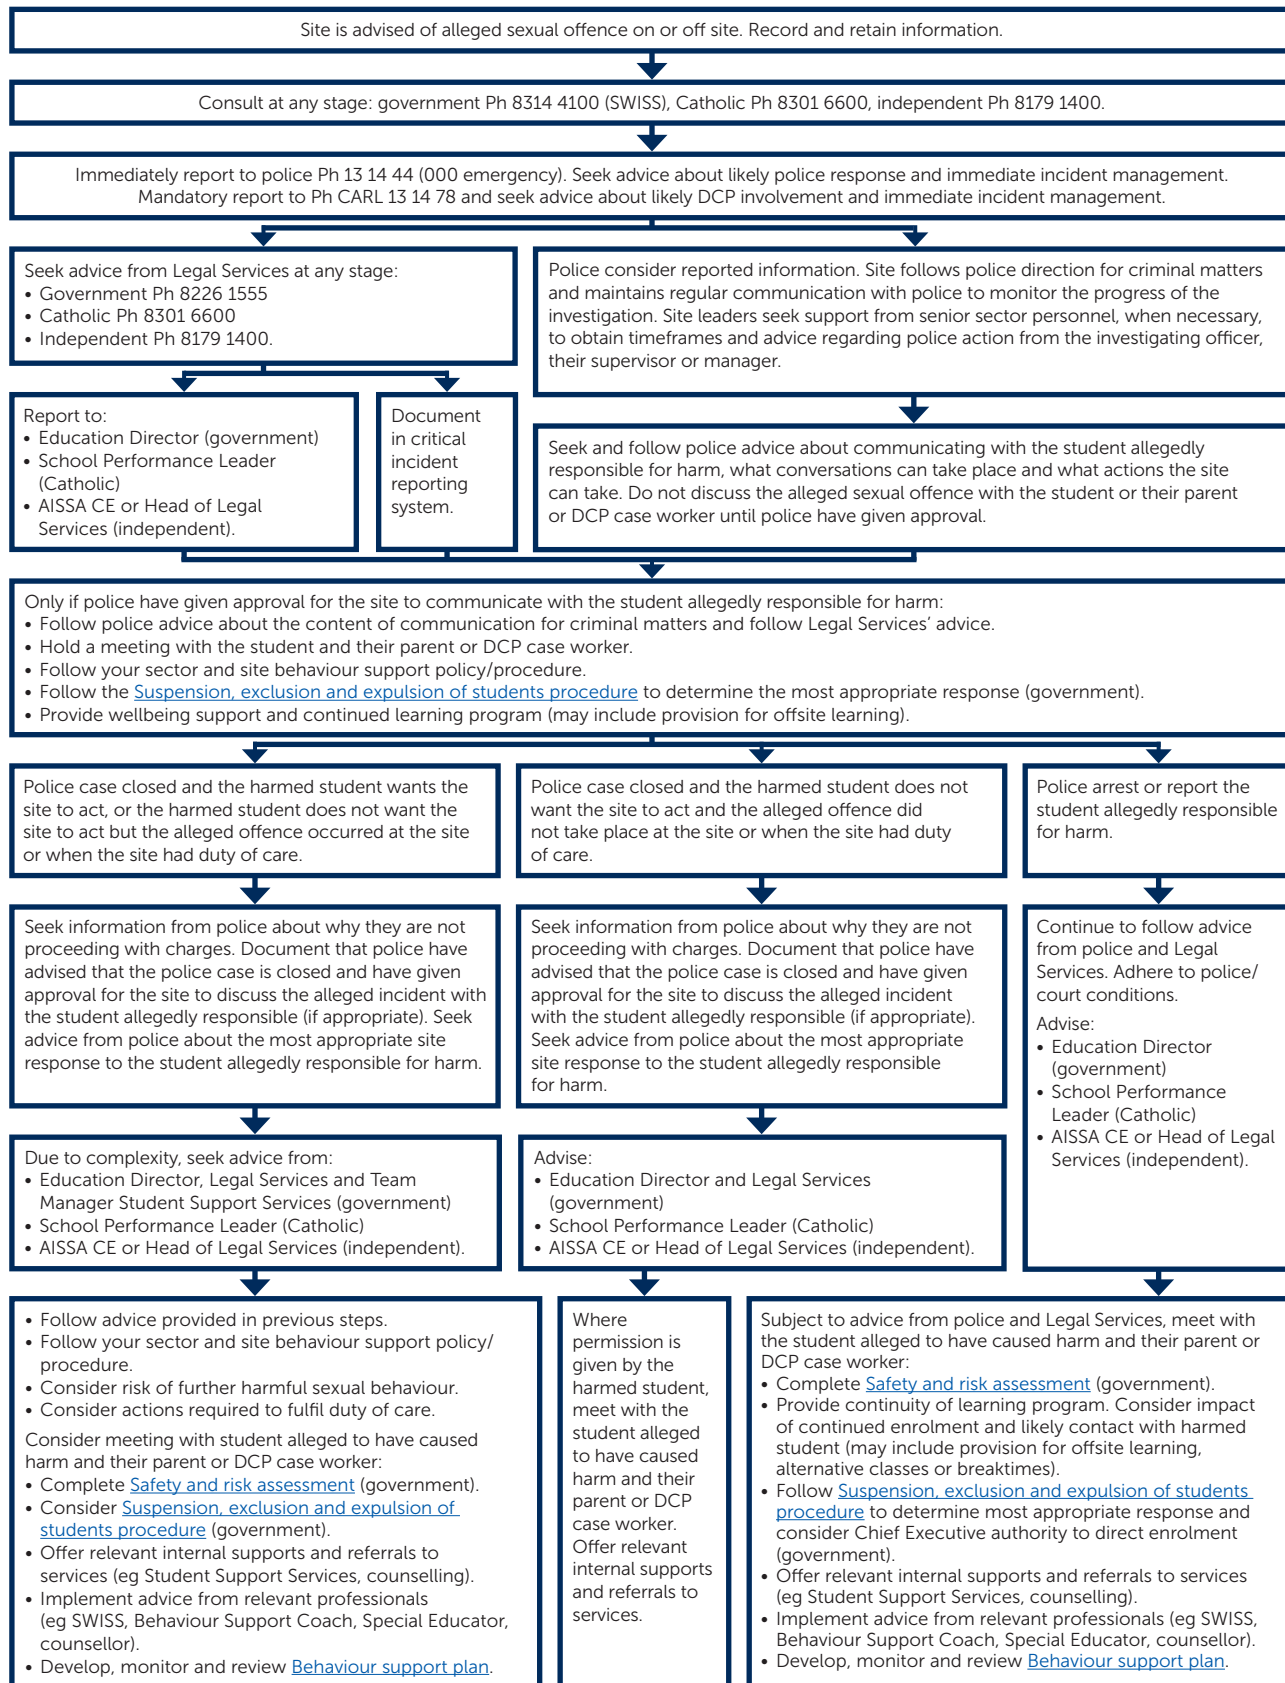 Site is advised of alleged sexual offence on or off site. Record and retain information.
Consult at any stage: government Ph 8314 4100 (SWISS), Catholic Ph 8301 6600, independent Ph 8179 1400.
Immediately report to police Ph 13 14 44 (000 emergency). Seek advice about likely police response and immediate incident management.
Mandatory report to Ph CARL 13 14 78 and seek advice about likely DCP involvement and immediate incident management.
Seek advice from Legal Services at any stage:
• Government Ph 8226 1555
• Catholic Ph 8301 6600
• Independent Ph 8179 1400.
Police consider reported information. Site follows police direction for criminal matters
and maintains regular communication with police to monitor the progress of the
investigation. Site leaders seek support from senior sector personnel, when necessary,
to obtain timeframes and advice regarding police action from the investigating officer,
their supervisor or manager.
Report to:
• Education Director (government)
• School Performance Leader
(Catholic)
• AISSA CE or Head of Legal
Services (independent).
Document
in critical
incident
reporting
system.
Seek and follow police advice about communicating with the student allegedly
responsible for harm, what conversations can take place and what actions the site
can take. Do not discuss the alleged sexual offence with the student or their parent
or DCP case worker until police have given approval.
Only if police have given approval for the site to communicate with the student allegedly responsible for harm:
• Follow police advice about the content of communication for criminal matters and follow Legal Services' advice.
• Hold a meeting with the student and their parent or DCP case worker.
• Follow your sector and site behaviour support policy/procedure.
• Follow the Suspension, exclusion and expulsion of students procedure to determine the most appropriate response (government).
• Provide wellbeing support and continued learning program (may include provision for offsite learning).
Police case closed and the harmed student wants the
site to act, or the harmed student does not want the
site to act but the alleged offence occurred at the site
or when the site had duty of care.
Police case closed and the harmed student does not
want the site to act and the alleged offence did
not take place at the site or when the site had duty
of care.
Police arrest or report the
student allegedly responsible
for harm.
Seek information from police about why they are not
proceeding with charges. Document that police have
advised that the police case is closed and have given
approval for the site to discuss the alleged incident with
the student allegedly responsible (if appropriate). Seek
advice from police about the most appropriate site
response to the student allegedly responsible for harm.
Seek information from police about why they are not
proceeding with charges. Document that police have
advised that the police case is closed and have given
approval for the site to discuss the alleged incident
with the student allegedly responsible (if appropriate).
Seek advice from police about the most appropriate
site response to the student allegedly responsible
for harm.
Continue to follow advice
from police and Legal
Services. Adhere to police/
court conditions.
Advise:
• Education Director
(government)
• School Performance
Leader (Catholic)
• AISSA CE or Head of Legal
Services (independent).
Due to complexity, seek advice from:
• Education Director, Legal Services and Team
Manager Student Support Services (government)
• School Performance Leader (Catholic)
• AISSA CE or Head of Legal Services (independent).
Advise:
• Education Director and Legal Services
(government)
• School Performance Leader (Catholic)
• AISSA CE or Head of Legal Services (independent).
• Follow advice provided in previous steps.
• Follow your sector and site behaviour support policy/
procedure.
• Consider risk of further harmful sexual behaviour.
• Consider actions required to fulfil duty of care.
Consider meeting with student alleged to have caused
harm and their parent or DCP case worker:
• Complete Safety and risk assessment (government).
• Consider Suspension, exclusion and expulsion of
students procedure (government).
• Offer relevant internal supports and referrals to
services (eg Student Support Services, counselling).
• Implement advice from relevant professionals
(eg SWISS, Behaviour Support Coach, Special Educator,
counsellor).
• Develop, monitor and review Behaviour support plan.
Where
permission is
given by the
harmed student,
meet with the
student alleged
to have caused
harm and their
parent or DCP
case worker.
Offer relevant
internal supports
and referrals to
services.
Subject to advice from police and Legal Services, meet with
the student alleged to have caused harm and their parent or
DCP case worker:
• Complete Safety and risk assessment (government).
• Provide continuity of learning program. Consider impact
of continued enrolment and likely contact with harmed
student (may include provision for offsite learning,
alternative classes or breaktimes).
• Follow Suspension, exclusion and expulsion of students
procedure to determine most appropriate response and
consider Chief Executive authority to direct enrolment
(government).
• Offer relevant internal supports and referrals to services
(eg Student Support Services, counselling).
• Implement advice from relevant professionals (eg SWISS,
Behaviour Support Coach, Special Educator, counsellor).
• Develop, monitor and review Behaviour support plan.